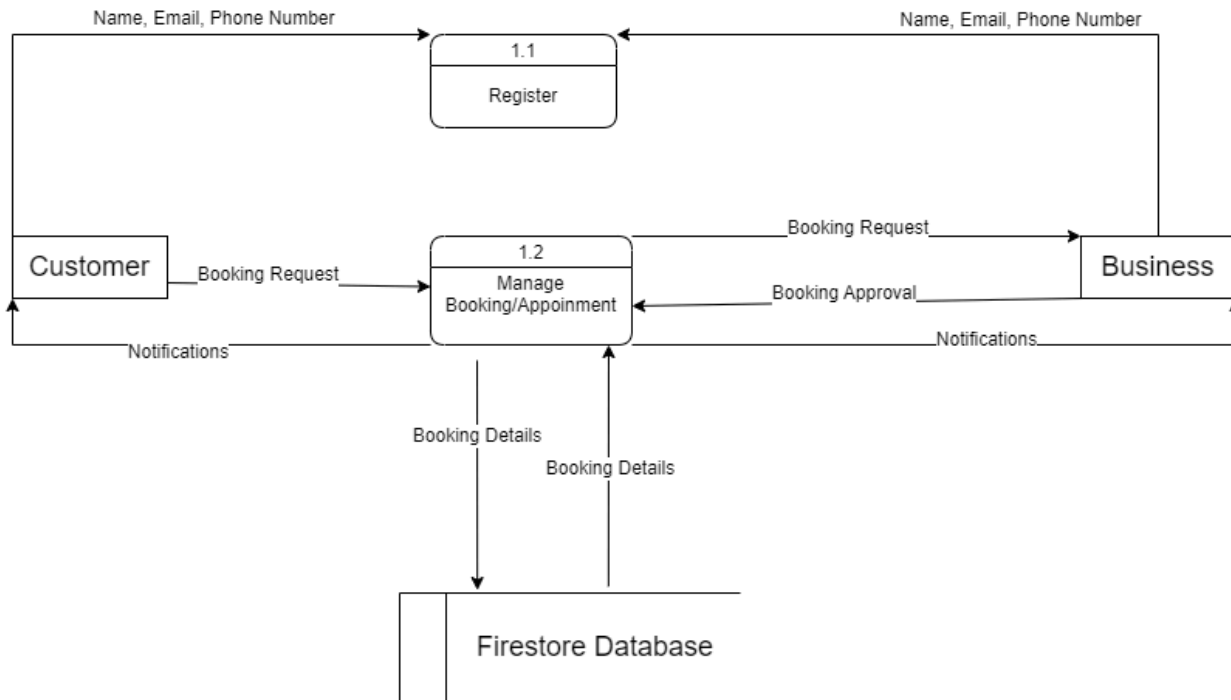 Name, Email, Phone Number
Name, Email, Phone Number
1.1
Register
Booking Request
1.2
Customer
Booking Request
Manage
Booking/Appoinment
Business
Booking Approval
Notifications
Notifications
Booking Details
Booking Details
Firestore Database